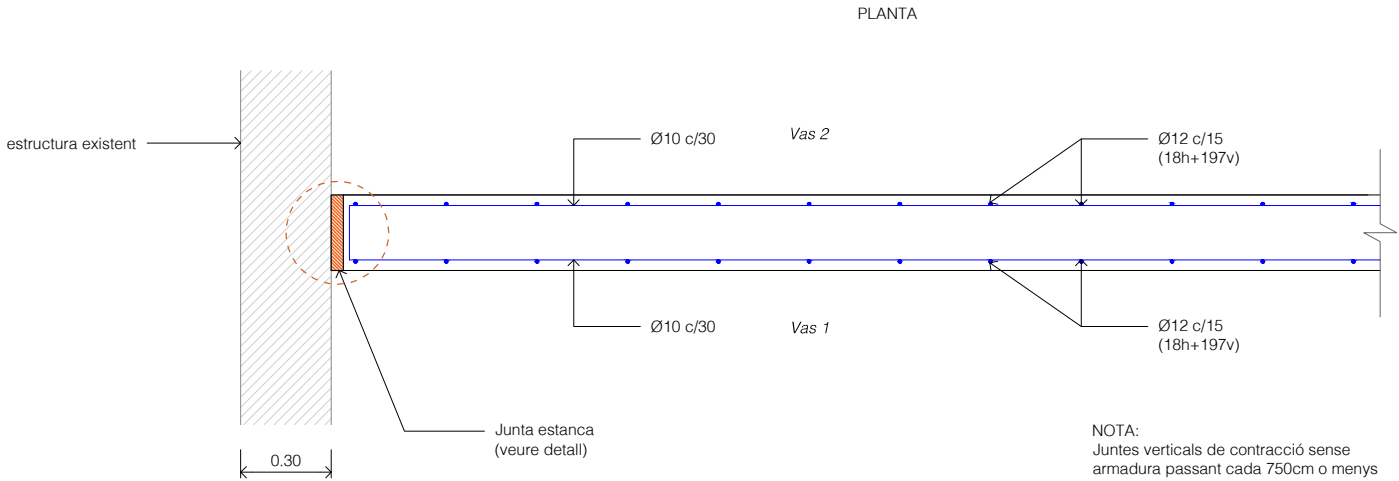 PLANTA
estructura existent
Ø10 c/30
Vas 2
Ø12 c/15
(18h+197v)
Ø10 c/30
Vas 1
Ø12 c/15
(18h+197v)
Junta estanca
(veure detall)
0.30
NOTA:
Juntes verticals de contracció sense
armadura passant cada 750cm o menys